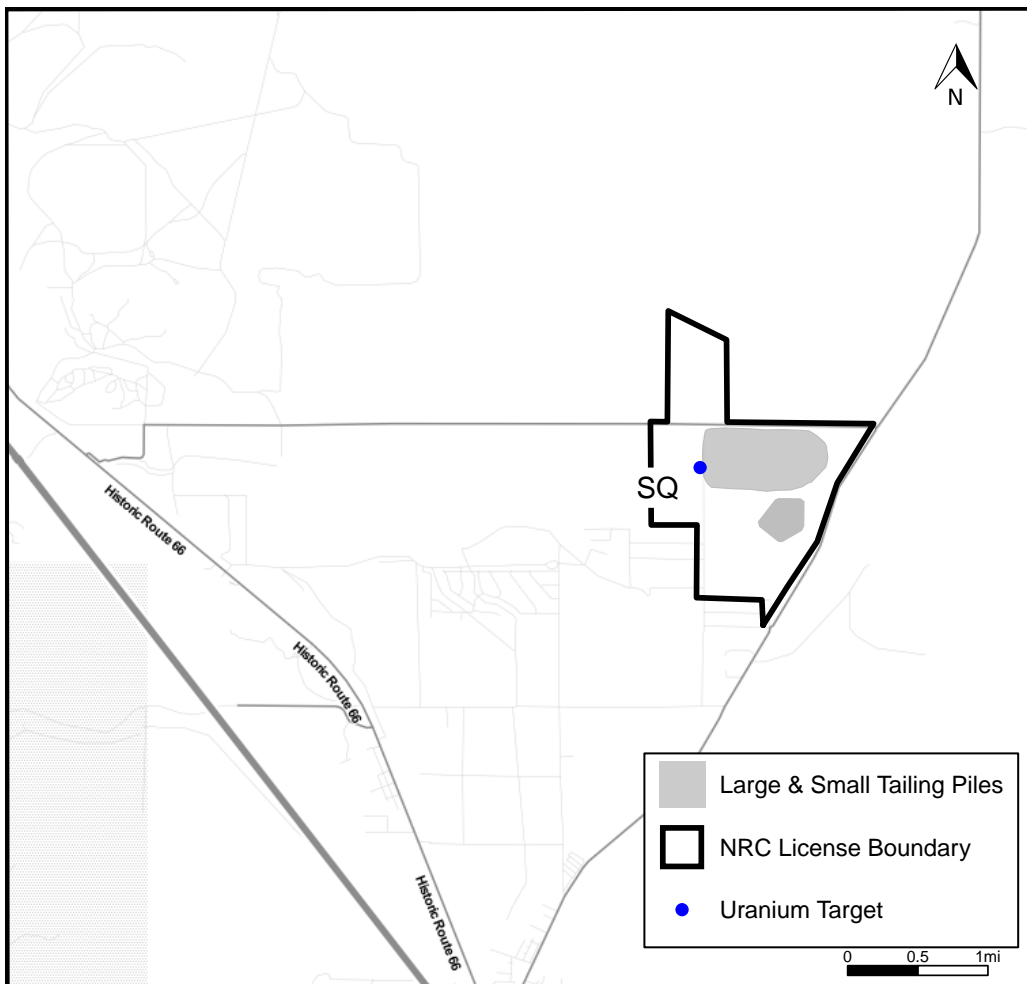 N
SQ
Historic Route 66
Historic Route 66
Historic Route 66
Large & Small Tailing Piles
NRC License Boundary
Uranium Target
0 0.5 1mi